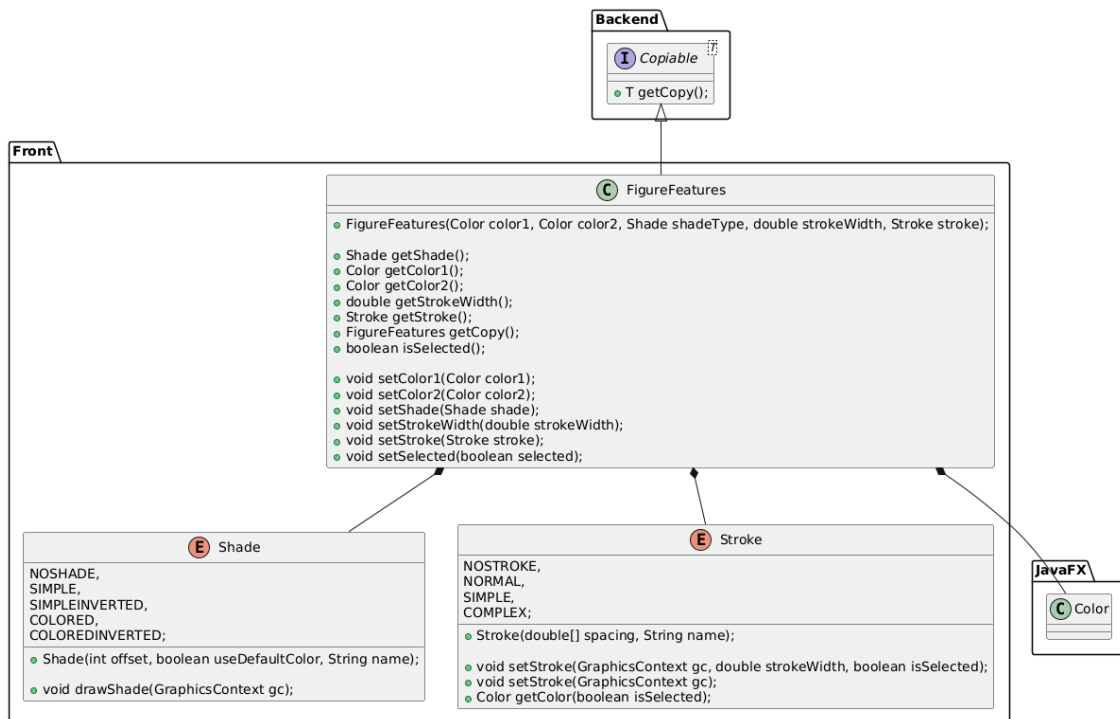 Backend
I Copiable T
T getCopy();
Front
C FigureFeatures
FigureFeatures(Color color1, Color color2, Shade shadeType, double strokeWidth, Stroke stroke);
Shade getShade();
Color getColor1();
Color getColor2();
double getStrokeWidth();
Stroke getStroke();
FigureFeatures getCopy();
boolean isSelected();
void setColor1(Color color1);
void setColor2(Color color2);
void setShade(Shade shade);
void setStrokeWidth(double strokeWidth);
void setStroke(Stroke stroke);
void setSelected(boolean selected);
E Shade
NOSHADE,
SIMPLE,
SIMPLEINVERTED,
COLORED,
COLOREDINVERTED;
Shade(int offset, boolean useDefaultColor, String name);
void drawShade(GraphicsContext gc);
E Stroke
NOSTROKE,
NORMAL,
SIMPLE,
COMPLEX;
Stroke(double[] spacing, String name);
void setStroke(GraphicsContext gc, double strokeWidth, boolean isSelected);
void setStroke(GraphicsContext gc);
Color getColor(boolean isSelected);
JavaFX
C Color